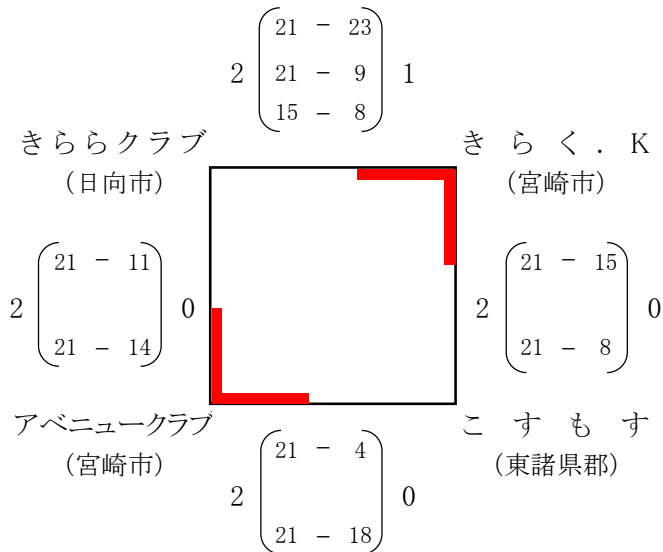 21 － 23
2 21 － 9 1
15 － 8
きららクラブ
(日向市)
きらく．K
(宮崎市)
21 － 11
2 0
21 － 14
21 － 15
2 0
21 － 8
アベニュークラブ
(宮崎市)
こすもす
(東諸県郡)
21 － 4
2 0
21 － 18